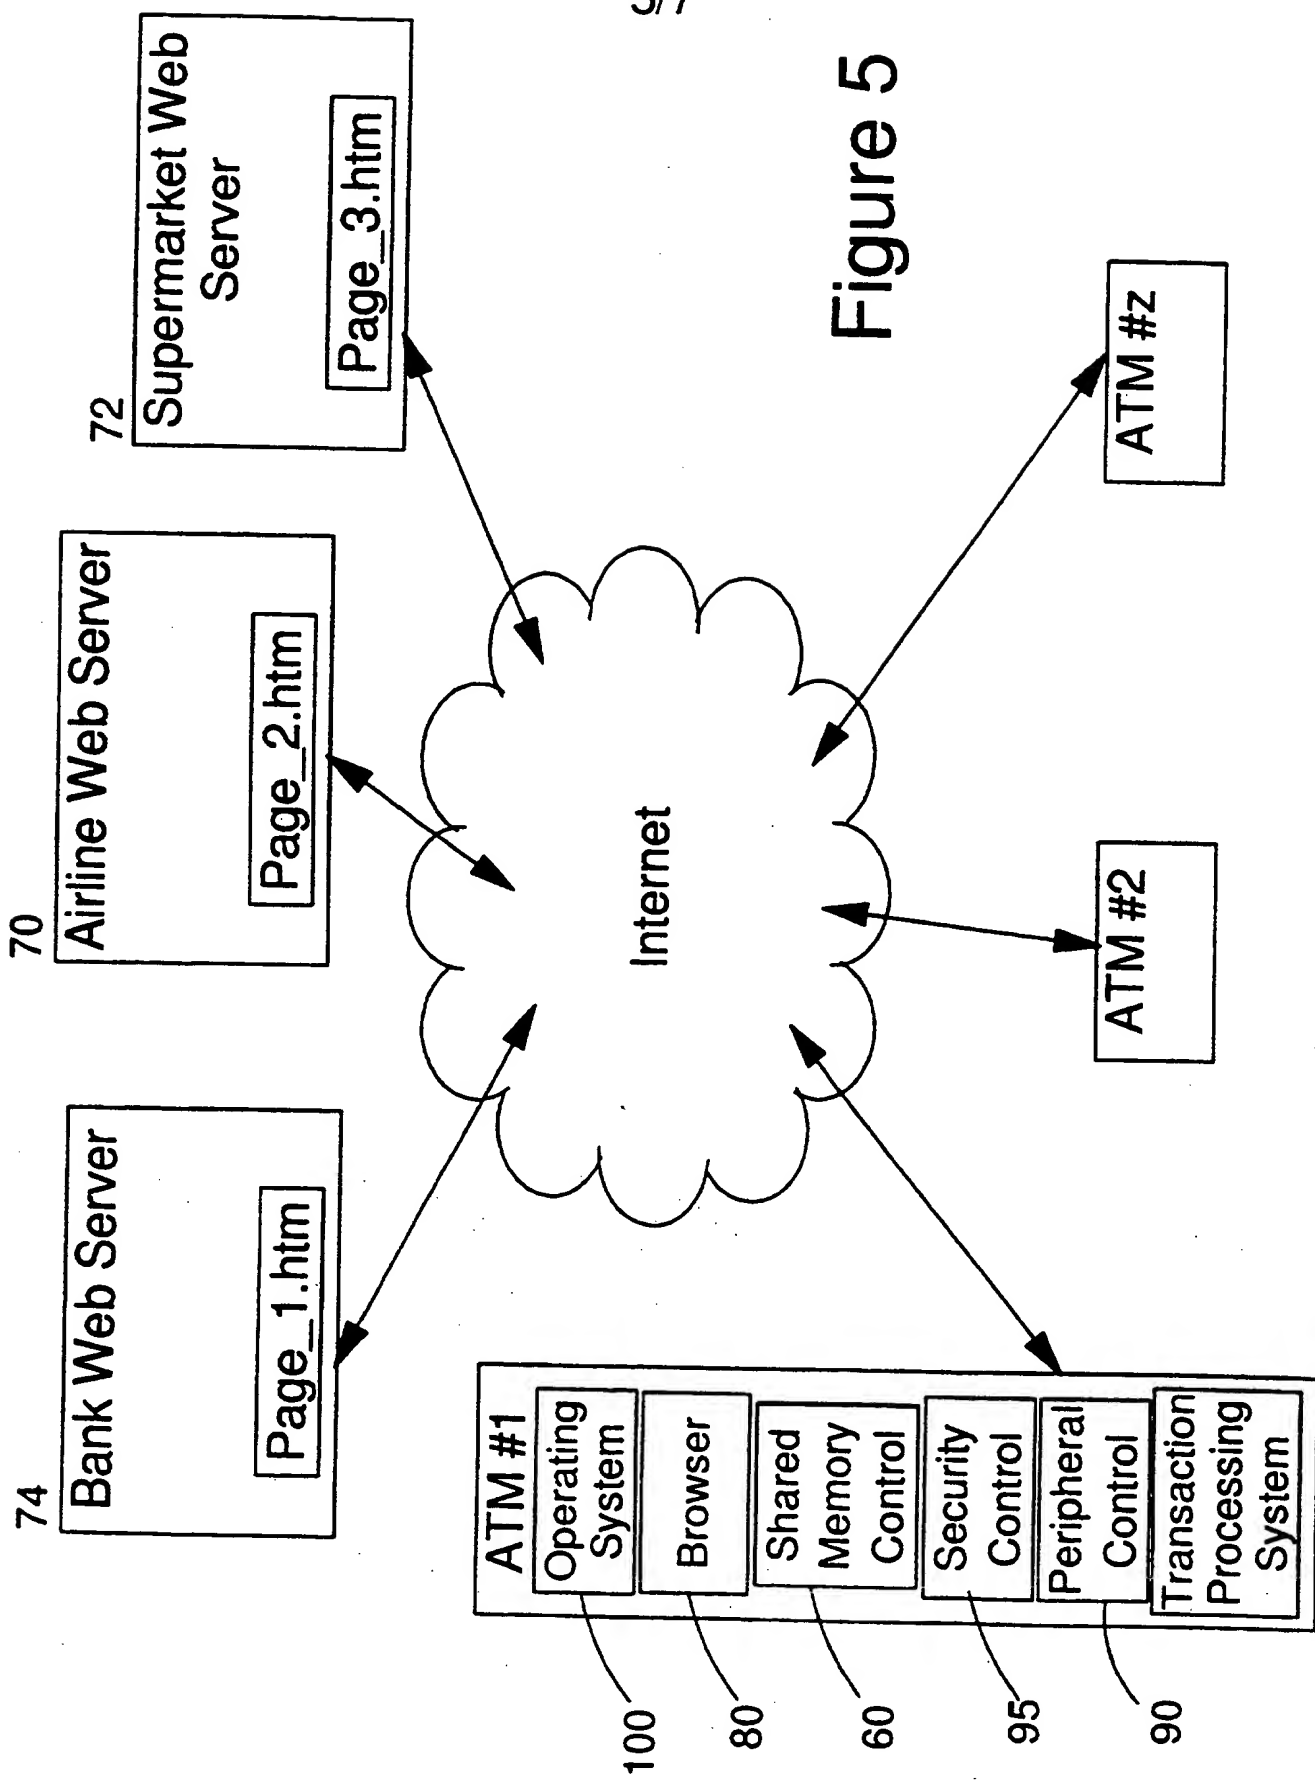 5/7
74
Bank Web Server
Page_1.htm
70
Airline Web Server
Page_2.htm
72
Supermarket Web
Server
Page_3.htm
Internet
ATM #1
Operating
System
Browser
Shared
Memory
Control
Security
Control
Peripheral
Control
Transaction
Processing
System
100
80
60
95
90
ATM #2
ATM #z
Figure 5